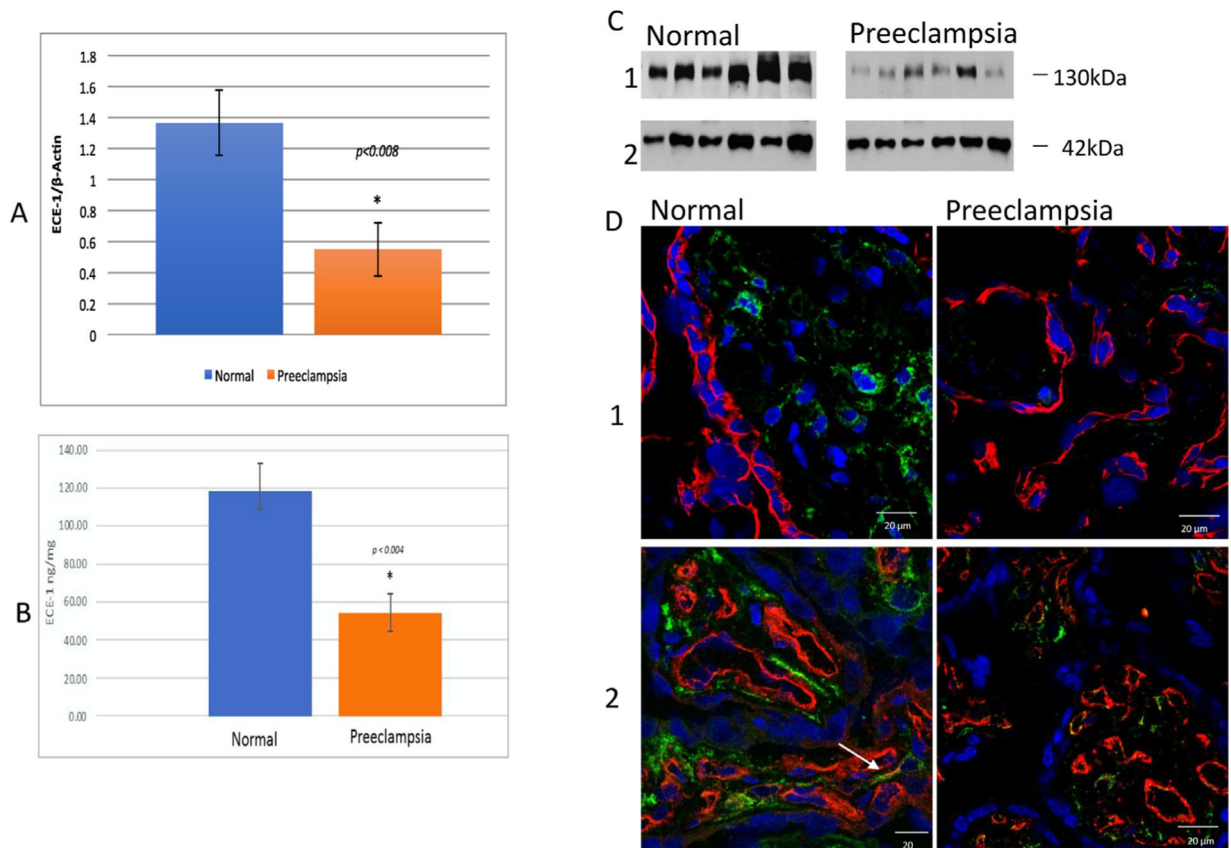 A
ECE-1/β-Actin
1.8
1.6
1.4
1.2
1
0.8
0.6
0.4
0.2
0
p<0.008
*
Normal Preeclampsia
B
ECE-1 ng/mg
140.00
120.00
100.00
80.00
60.00
40.00
20.00
0.00
p < 0.004
*
Normal Preeclampsia
C
Normal Preeclampsia
1 130kDa
2 42kDa
D
Normal Preeclampsia
1
20 µm 20 µm
2
20 20 µm